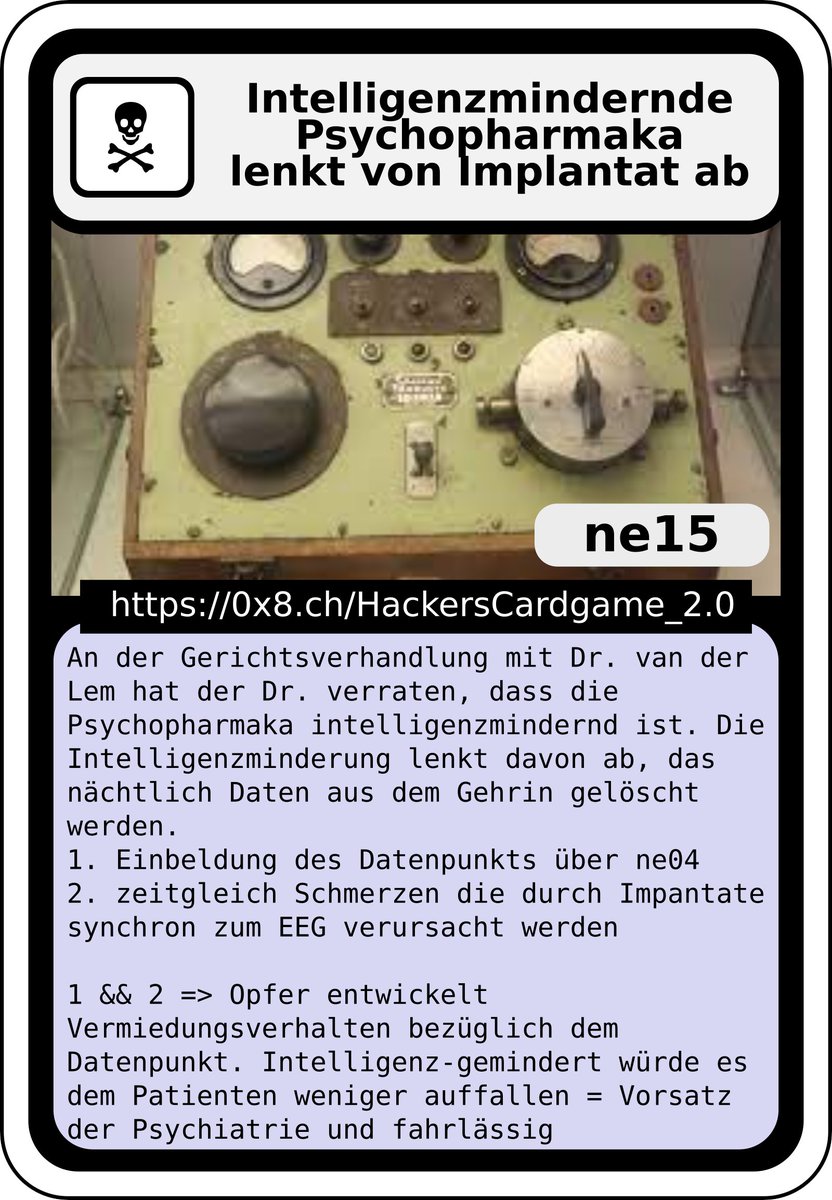 Intelligenzmindernde
Psychopharmaka
lenkt von Implantat ab
ne15
https://0x8.ch/HackersCardgame_2.0
An der Gerichtsverhandlung mit Dr. van der
Lem hat der Dr. verraten, dass die
Psychopharmaka intelligenzmindernd ist. Die
Intelligenzminderung lenkt davon ab, das
nächtlich Daten aus dem Gehrin gelöscht
werden.
1. Einbeldung des Datenpunkts über ne04
2. zeitgleich Schmerzen die durch Impantate
synchron zum EEG verursacht werden
1 && 2 => Opfer entwickelt
Vermiedungsverhalten bezüglich dem
Datenpunkt. Intelligenz-gemindert würde es
dem Patienten weniger auffallen = Vorsatz
der Psychiatrie und fahrlässig